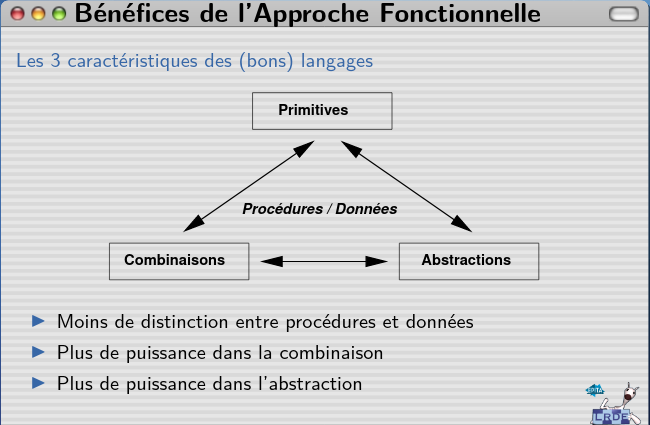 Bénéfices de l'Approche Fonctionnelle
Les 3 caractéristiques des (bons) langages
Primitives
Procédures / Données
Combinaisons
Abstractions
Moins de distinction entre procédures et données
Plus de puissance dans la combinaison
Plus de puissance dans l'abstraction
EPITA
LRDE